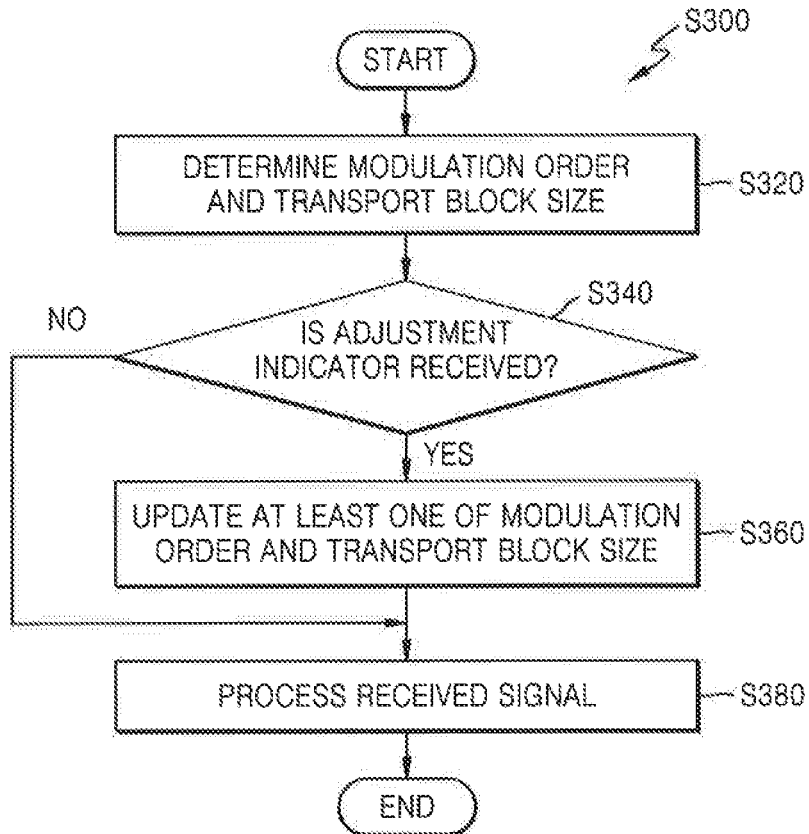 S300
START
DETERMINE MODULATION ORDER
AND TRANSPORT BLOCK SIZE
S320
S340
NO
IS ADJUSTMENT
INDICATOR RECEIVED?
YES
UPDATE AT LEAST ONE OF MODULATION
ORDER AND TRANSPORT BLOCK SIZE
S360
PROCESS RECEIVED SIGNAL
S380
END